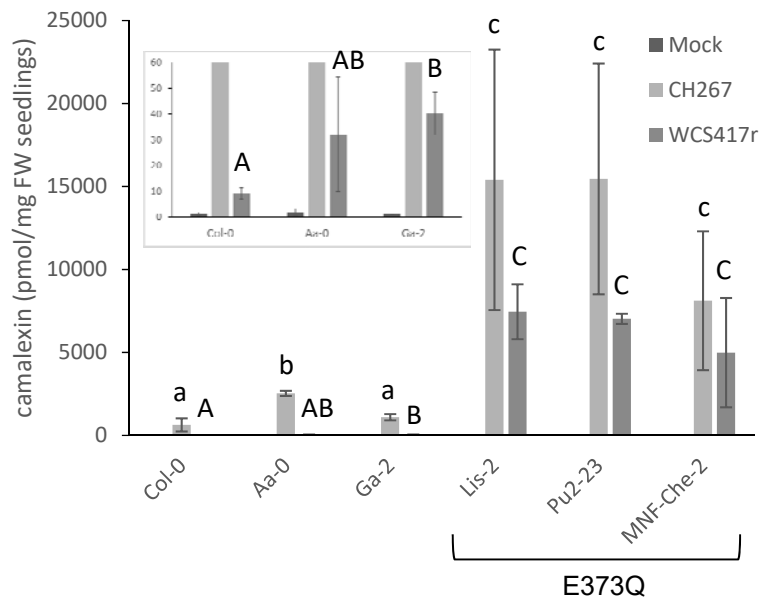 camalexin (pmol/mg FW seedlings)
25000
20000
15000
10000
5000
0
Mock
CH267
WCS417r
60
50
40
30
20
10
0
A
AB
B
Col-0
Aa-0
Ga-2
a
A
b
AB
a
B
c
C
c
C
c
C
Col-0
Aa-0
Ga-2
Lis-2
Pu2-23
MNF-Che-2
E373Q